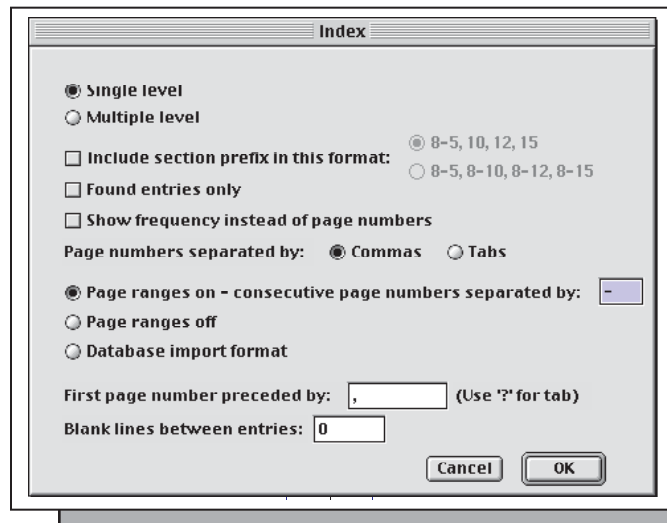 Index
Single level
Multiple level
Include section prefix in this format:
8-5, 10, 12, 15
8-5, 8-10, 8-12, 8-15
Found entries only
Show frequency instead of page numbers
Page numbers separated by: Commas Tabs
Page ranges on - consecutive page numbers separated by: -
Page ranges off
Database import format
First page number preceded by: , (Use '?' for tab)
Blank lines between entries: 0
Cancel OK